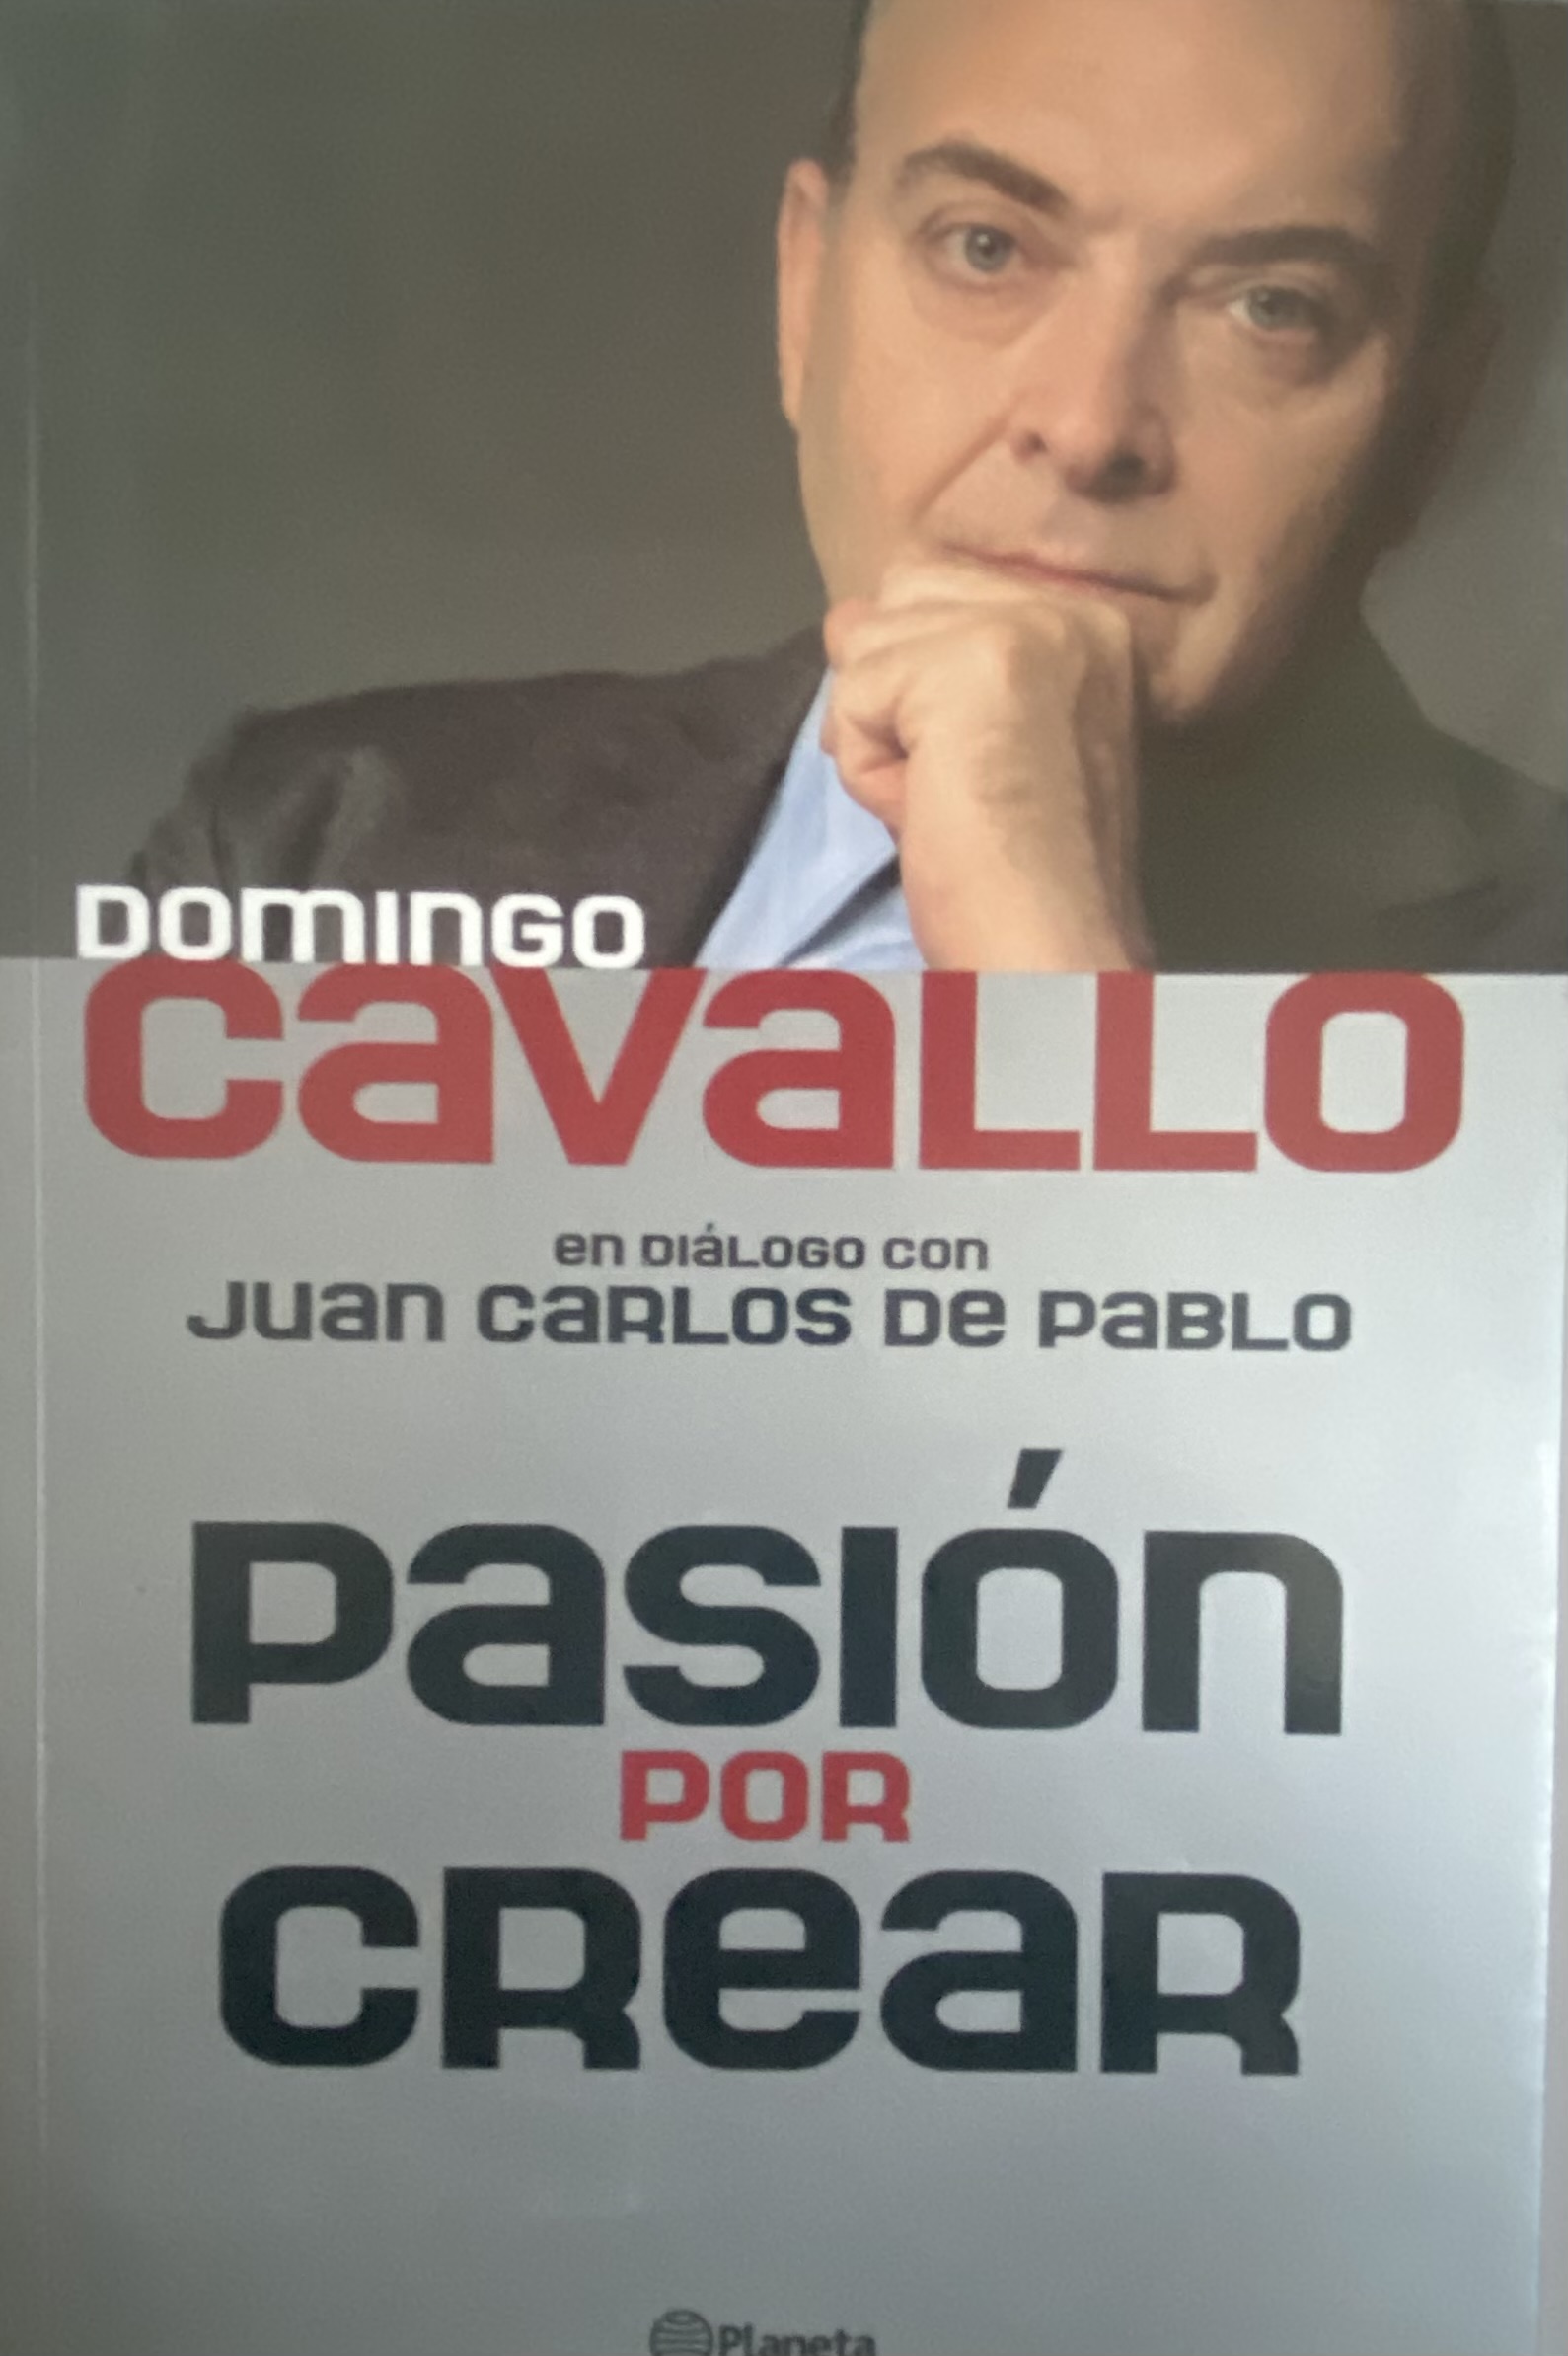 DOMINGO
CAVALLO
en DIÁLOGO con
JUAN CARLOS DE PABLO
PASIÓN
POR
CREAR
Planeta